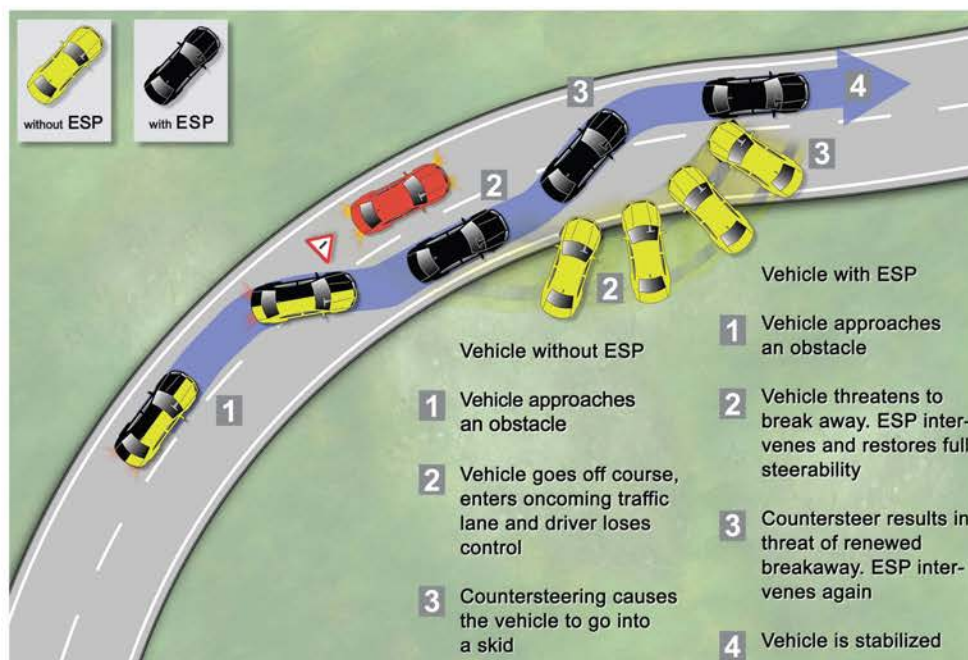 without ESP
with ESP
1
2
3
4
2
3
Vehicle without ESP
1 Vehicle approaches
an obstacle
2 Vehicle goes off course,
enters oncoming traffic
lane and driver loses
control
3 Countersteering causes
the vehicle to go into
a skid
Vehicle with ESP
1 Vehicle approaches
an obstacle
2 Vehicle threatens to
break away. ESP inter-
venes and restores full
steerability
3 Countersteer results in
threat of renewed
breakaway. ESP inter-
venes again
4 Vehicle is stabilized